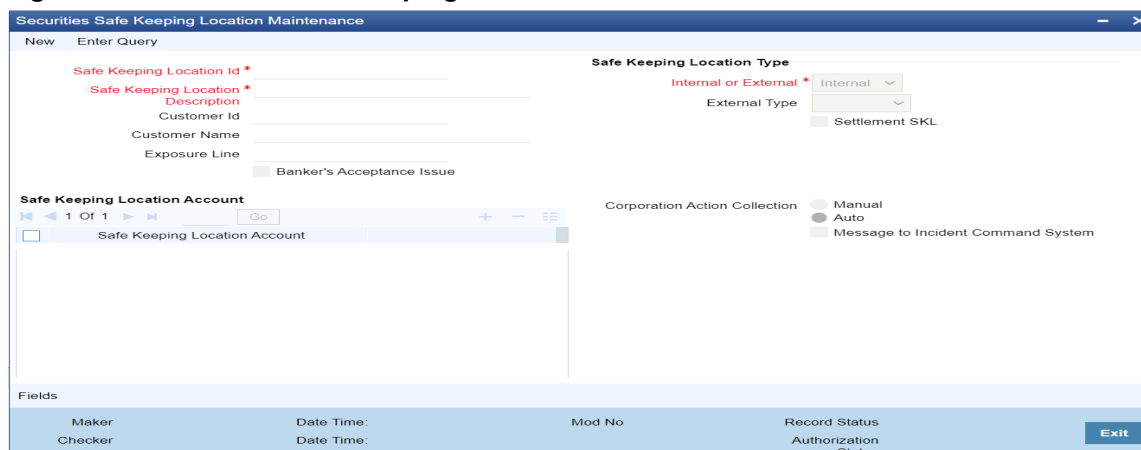 Securities Safe Keeping Location Maintenance
New Enter Query
Safe Keeping Location Id *
Safe Keeping Location *
Description
Customer Id
Customer Name
Exposure Line
Banker's Acceptance Issue
Safe Keeping Location Type
Internal or External * Internal
External Type
Settlement SKL
Safe Keeping Location Account
1 Of 1 Go
Safe Keeping Location Account
Corporation Action Collection Manual
Auto
Message to Incident Command System
Fields
Maker Date Time: Mod No Record Status
Checker Date Time: Authorization
Exit